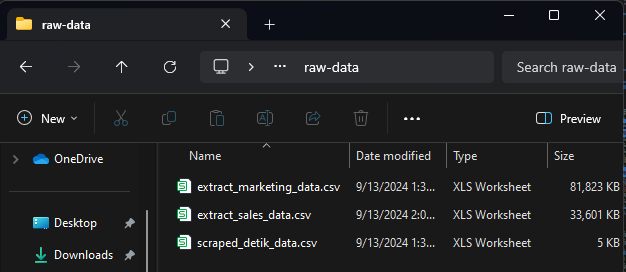 raw-data
raw-data
Search raw-data
New
Preview
Name Date modified Type Size
OneDrive
extract_marketing_data.csv 9/13/2024 1:3... XLS Worksheet 81,823 KB
extract_sales_data.csv 9/13/2024 2:0... XLS Worksheet 33,601 KB
Desktop
scraped_detik_data.csv 9/13/2024 1:3... XLS Worksheet 5 KB
Downloads